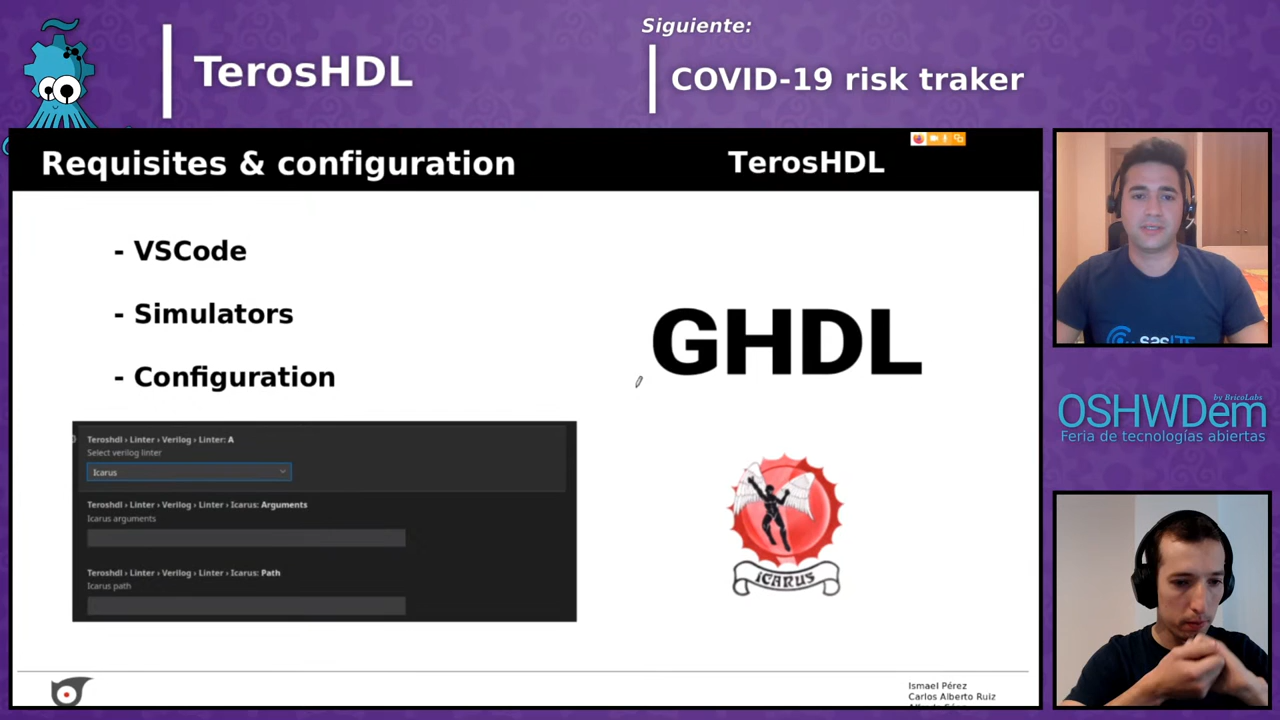 TerosHDL
Siguiente:
COVID-19 risk traker
Requisites & configuration
TerosHDL
- VSCode
- Simulators
- Configuration
GHDL
Teroshdl › Linter › Verilog › Linter: A
Select verilog linter
Icarus
Teroshdl › Linter › Verilog › Linter › Icarus: Arguments
Icarus arguments
Teroshdl › Linter › Verilog › Linter › Icarus: Path
Icarus path
iCARUS
Ismael Pérez
Carlos Alberto Ruiz
by BricoLabs
OSHWDem
Feria de tecnologías abiertas